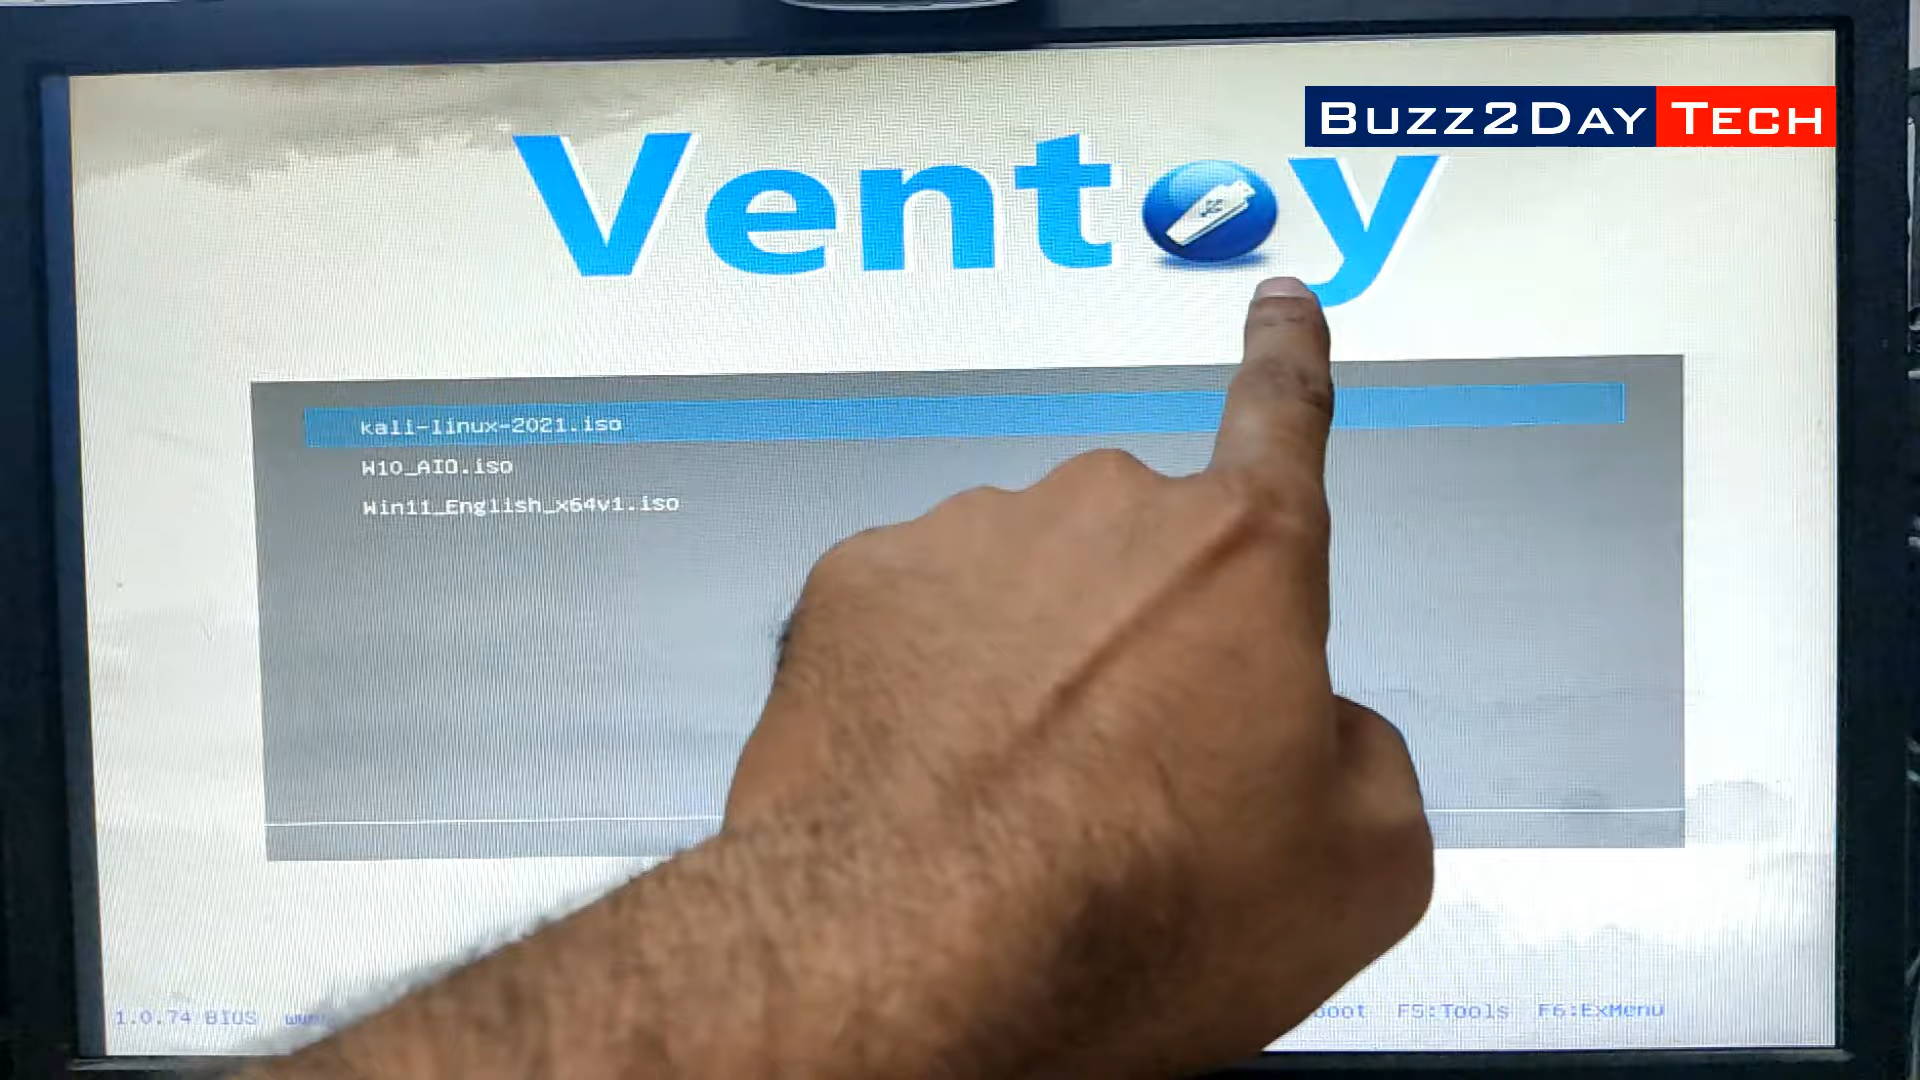 Buzz2Day Tech
Ventoy
kali-linux-2021.iso
W10_AIO.iso
Win11_English_x64v1.iso
1.0.74 BIOS F5:Tools F6:ExMenu